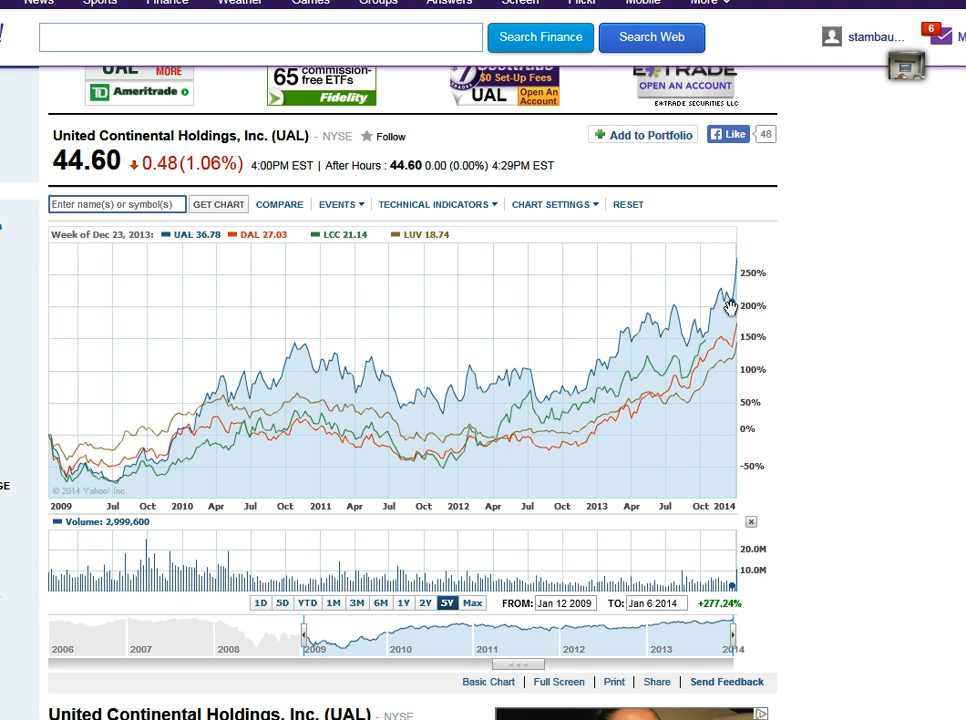 News Sports Finance Weather Games Groups Answers Screen Flickr Mobile More
!
Search Finance Search Web stambau... 6 M
UAL MORE
TD Ameritrade
65 commission-
free ETFs
Fidelity
$0 Set-Up Fees
UAL Open An
Account
E*TRADE
OPEN AN ACCOUNT
E*TRADE SECURITIES LLC
United Continental Holdings, Inc. (UAL) - NYSE Follow
Add to Portfolio Like 48
44.60 0.48(1.06%) 4:00PM EST | After Hours : 44.60 0.00 (0.00%) 4:29PM EST
Enter name(s) or symbol(s) GET CHART COMPARE EVENTS TECHNICAL INDICATORS CHART SETTINGS RESET
Week of Dec 23, 2013: UAL 36.78 DAL 27.03 LCC 21.14 LUV 18.74
250%
200%
150%
100%
50%
0%
-50%
© 2014 Yahoo! Inc.
2009 Jul Oct 2010 Apr Jul Oct 2011 Apr Jul Oct 2012 Apr Jul Oct 2013 Apr Jul Oct 2014
Volume: 2,999,600
20.0M
10.0M
1D 5D YTD 1M 3M 6M 1Y 2Y 5Y Max FROM: Jan 12 2009 TO: Jan 6 2014 +277.24%
2006 2007 2008 2009 2010 2011 2012 2013 2014
GE
Basic Chart | Full Screen | Print | Share | Send Feedback
United Continental Holdings, Inc. (UAL) - NYSE